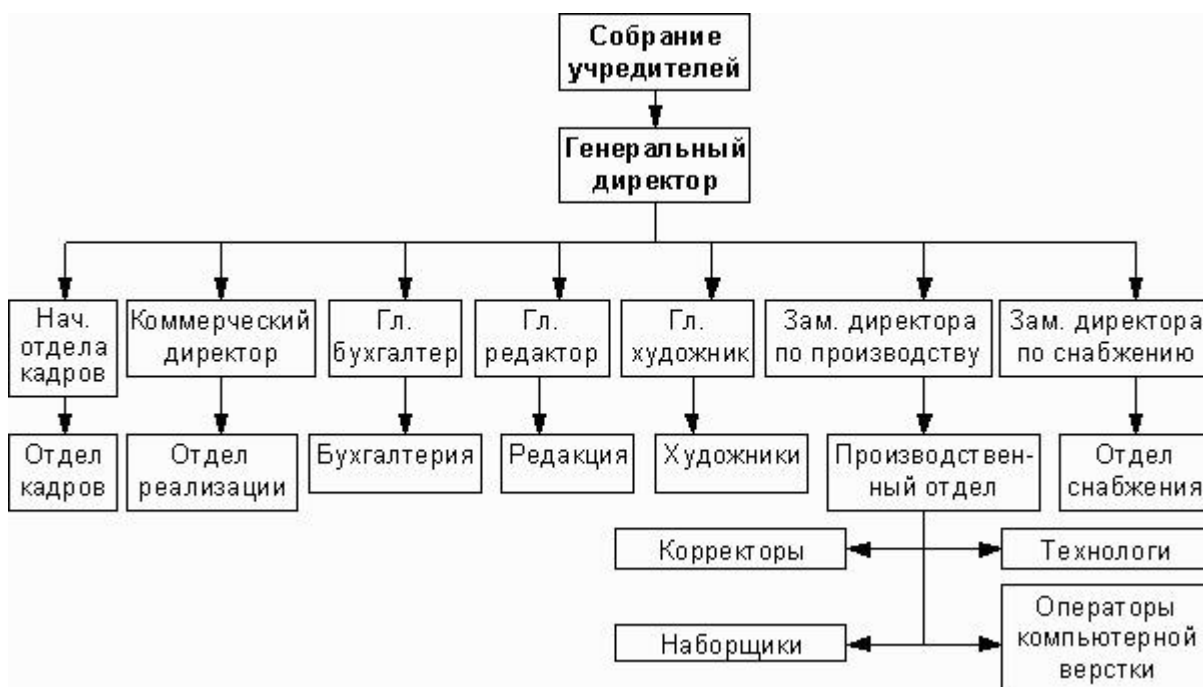 Собрание
учредителей
Генеральный
директор
Нач.
отдела
кадров
Коммерческий
директор
Гл.
бухгалтер
Гл.
редактор
Гл.
художник
Зам. директора
по производству
Зам. директора
по снабжению
Отдел
кадров
Отдел
реализации
Бухгалтерия
Редакция
Художники
Производствен-
ный отдел
Отдел
снабжения
Корректоры
Технологи
Наборщики
Операторы
компьютерной
верстки